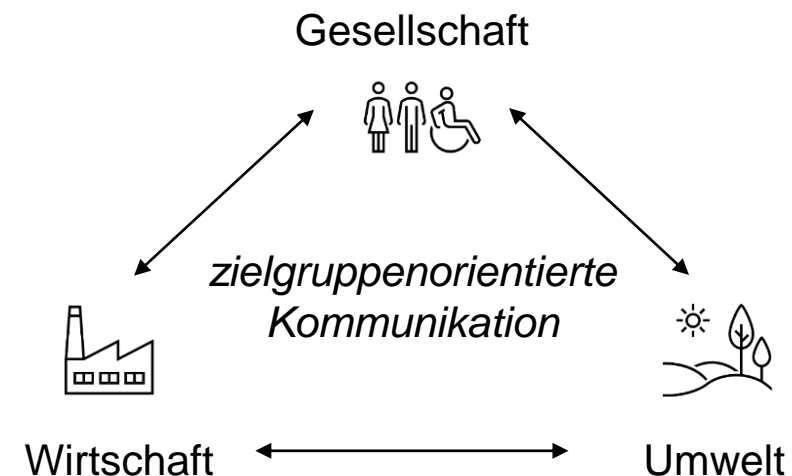 Gesellschaft
zielgruppenorientierte
Kommunikation
Wirtschaft
Umwelt